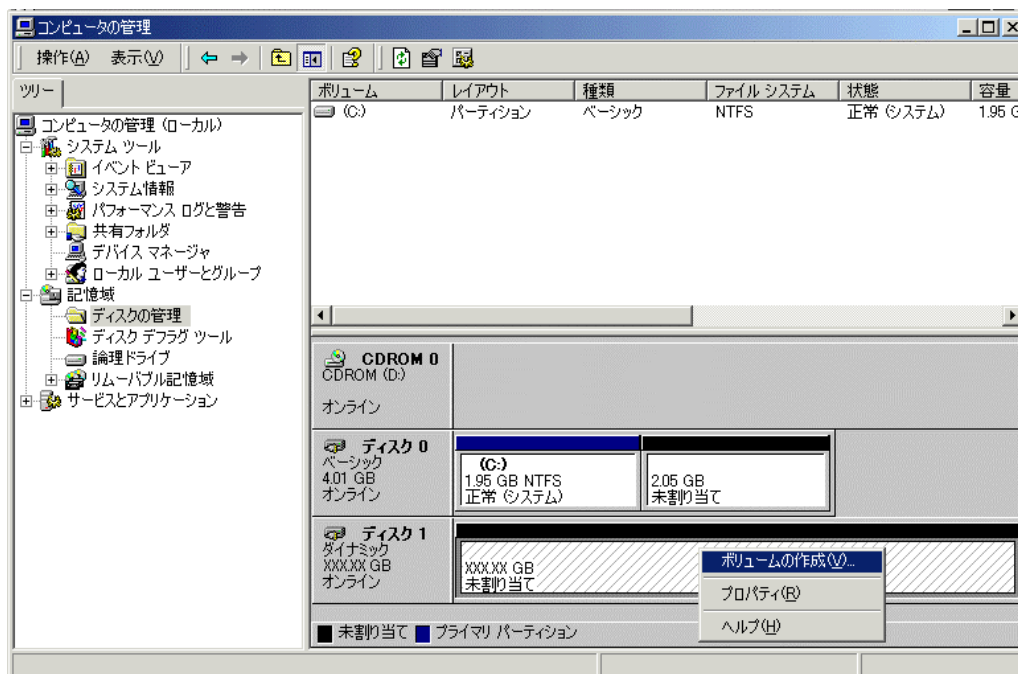 コンピュータの管理
操作(A) 表示(V)
ツリー
コンピュータの管理 (ローカル)
システム ツール
イベント ビューア
システム情報
パフォーマンス ログと警告
共有フォルダ
デバイス マネージャ
ローカル ユーザーとグループ
記憶域
ディスクの管理
ディスク デフラグ ツール
論理ドライブ
リムーバブル記憶域
サービスとアプリケーション
ボリューム レイアウト 種類 ファイル システム 状態 容量
(C:) パーティション ベーシック NTFS 正常 (システム) 1.95 G
CDROM 0
CDROM (D:)
オンライン
ディスク 0
ベーシック
4.01 GB
オンライン
(C:)
1.95 GB NTFS
正常 (システム)
2.05 GB
未割り当て
ディスク 1
ダイナミック
XXX.XX GB
オンライン
XXX.XX GB
未割り当て
ボリュームの作成(V)...
プロパティ(R)
ヘルプ(H)
未割り当て プライマリ パーティション